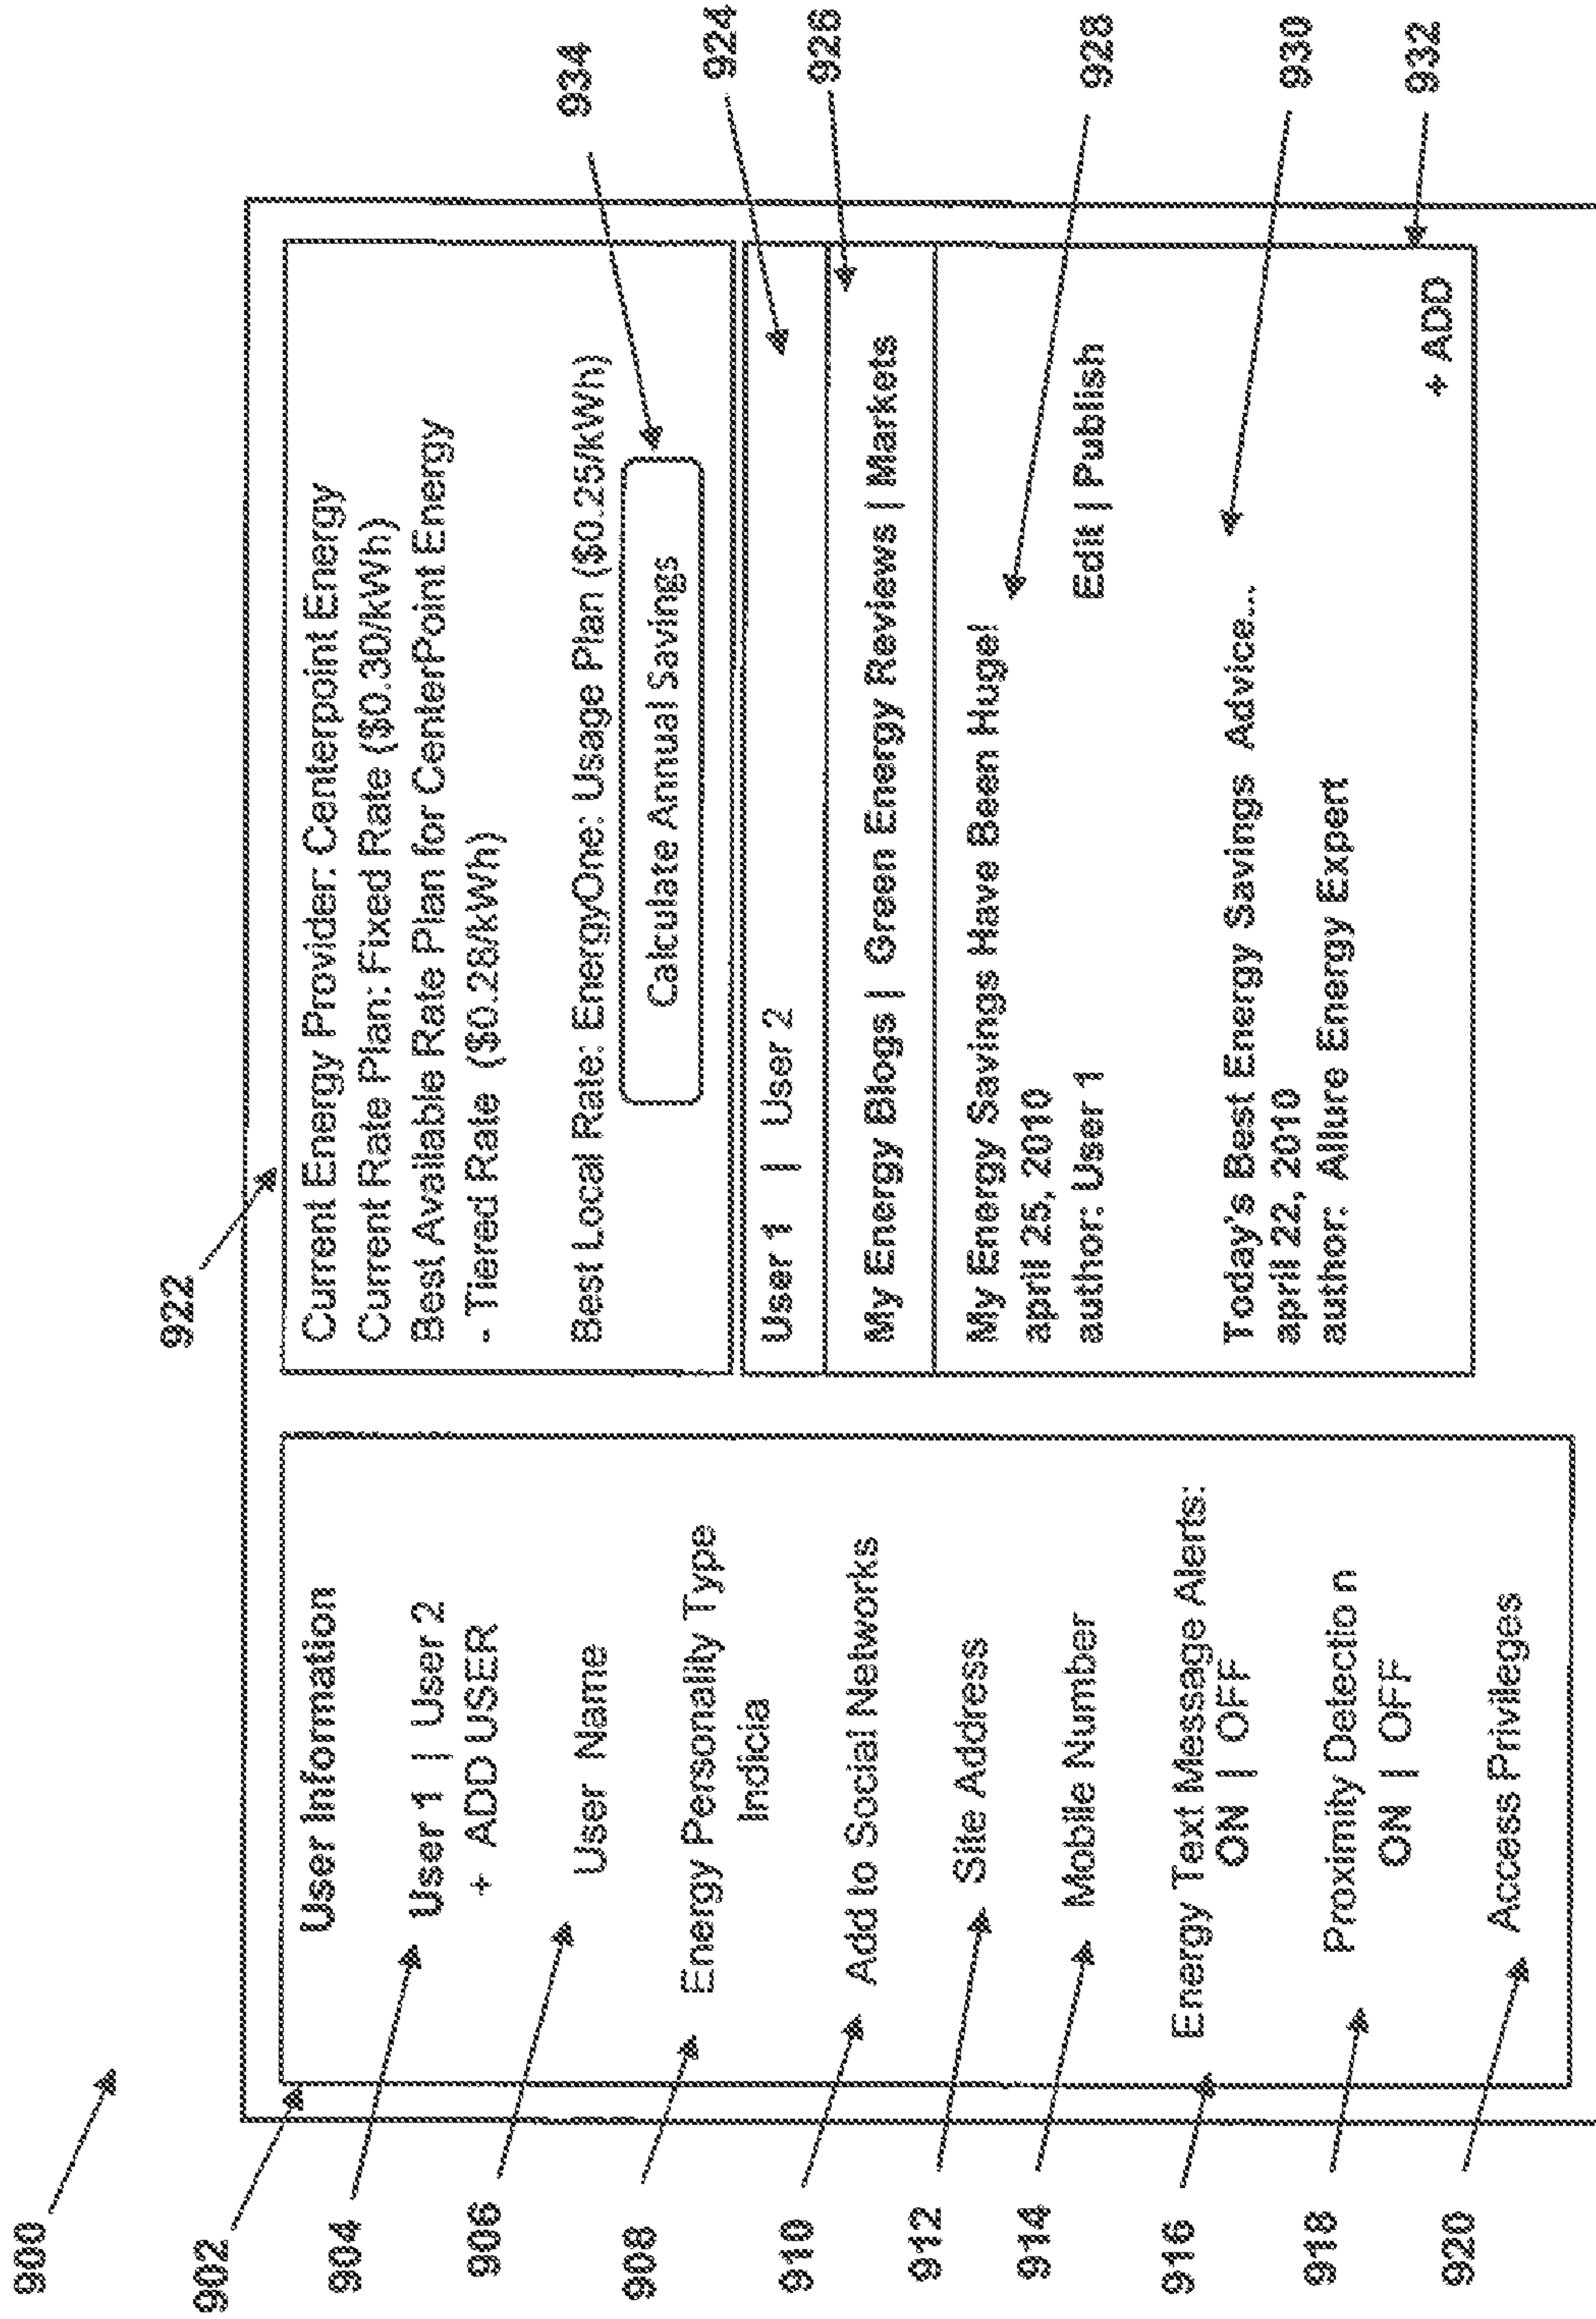 900
902
904
906
908
910
912
914
916
918
920
User Information
User 1 | User 2
+ ADD USER
User Name
Energy Personality Type
Indicia
Add to Social Networks
Site Address
Mobile Number
Energy Text Message Alerts:
ON | OFF
Proximity Detection
ON | OFF
Access Privileges
922
Current Energy Provider: Centerpoint Energy
Current Rate Plan: Fixed Rate ($0.30/kWh)
Best Available Rate Plan for CenterPoint Energy
- Tiered Rate ($0.28/kWh)
Best Local Rate: EnergyOne: Usage Plan ($0.25/kWh)
Calculate Annual Savings
User 1 | User 2
My Energy Blogs | Green Energy Reviews | Markets
My Energy Savings Have Been Huge!
april 25, 2010
author: User 1
Edit | Publish
Today's Best Energy Savings Advice...
april 22, 2010
author: Allure Energy Expert
+ ADD
934
924
926
928
930
932